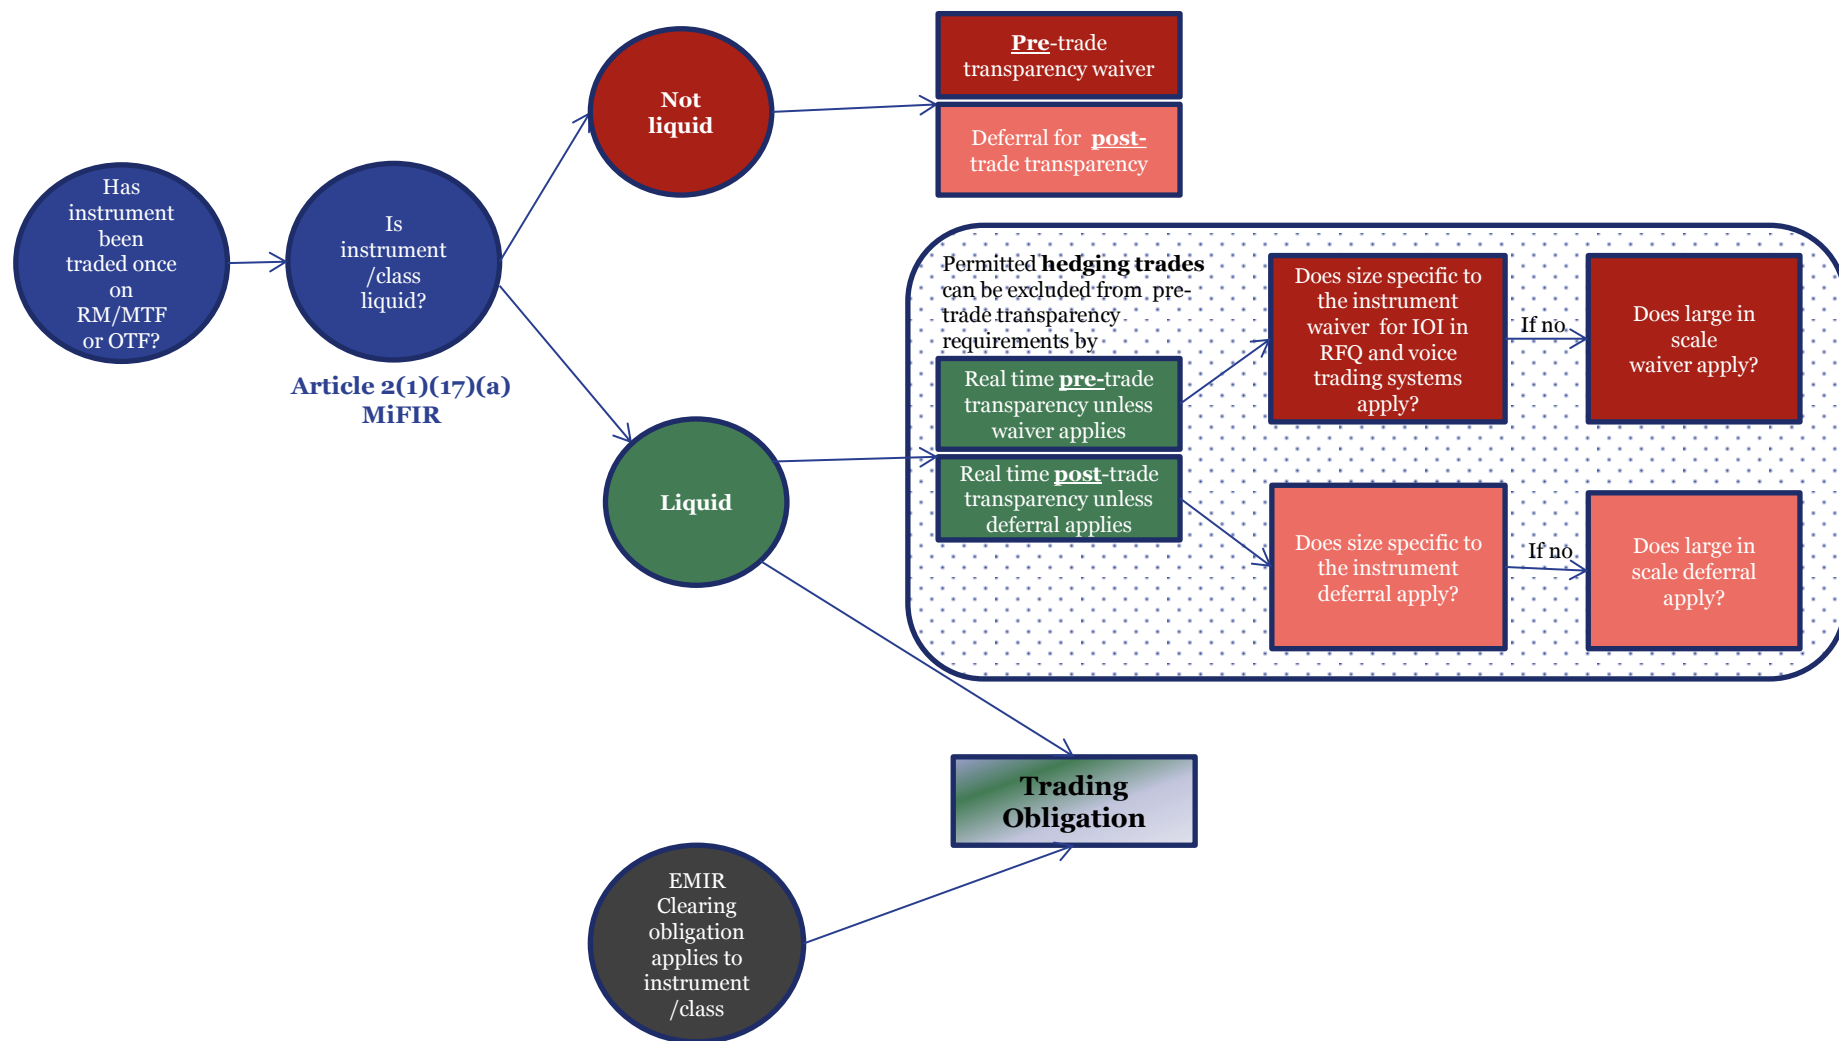 Has
instrument
been
traded once
on
RM/MTF
or OTF?
Is
instrument
/class
liquid?
Article 2(1)(17)(a)
MiFIR
Not
liquid
Pre-trade
transparency waiver
Deferral for post-
trade transparency
Liquid
Permitted hedging trades
can be excluded from pre-
trade transparency
requirements by
Real time pre-trade
transparency unless
waiver applies
Real time post-trade
transparency unless
deferral applies
Does size specific to
the instrument
waiver for IOI in
RFQ and voice
trading systems
apply?
If no
Does large in
scale
waiver apply?
Does size specific to
the instrument
deferral apply?
If no
Does large in
scale deferral
apply?
Trading
Obligation
EMIR
Clearing
obligation
applies to
instrument
/class